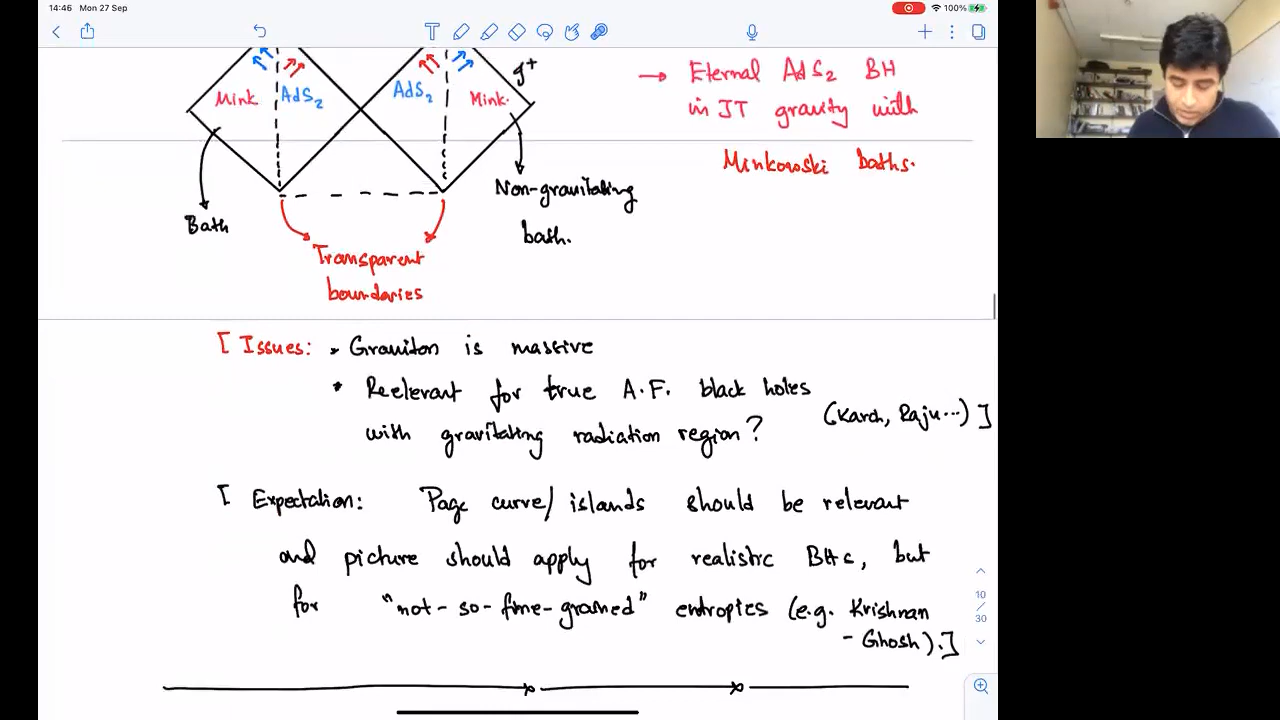 14:46 Mon 27 Sep
100%
Mink
AdS₂
AdS₂
Mink.
g⁺
→ Eternal AdS₂ BH
in JT gravity with
Minkowski baths.
Bath
Non-gravitating
bath.
Transparent
boundaries
[ Issues: • Graviton is massive
• Reelevant for true A.F. black holes
with gravitating radiation region? (Karch, Raju...)]
[ Expectation: Page curve/islands should be relevant
and picture should apply for realistic BHs, but
for "not-so-fine-grained" entropies (e.g. Krishnan
- Ghosh).]
10
/
30